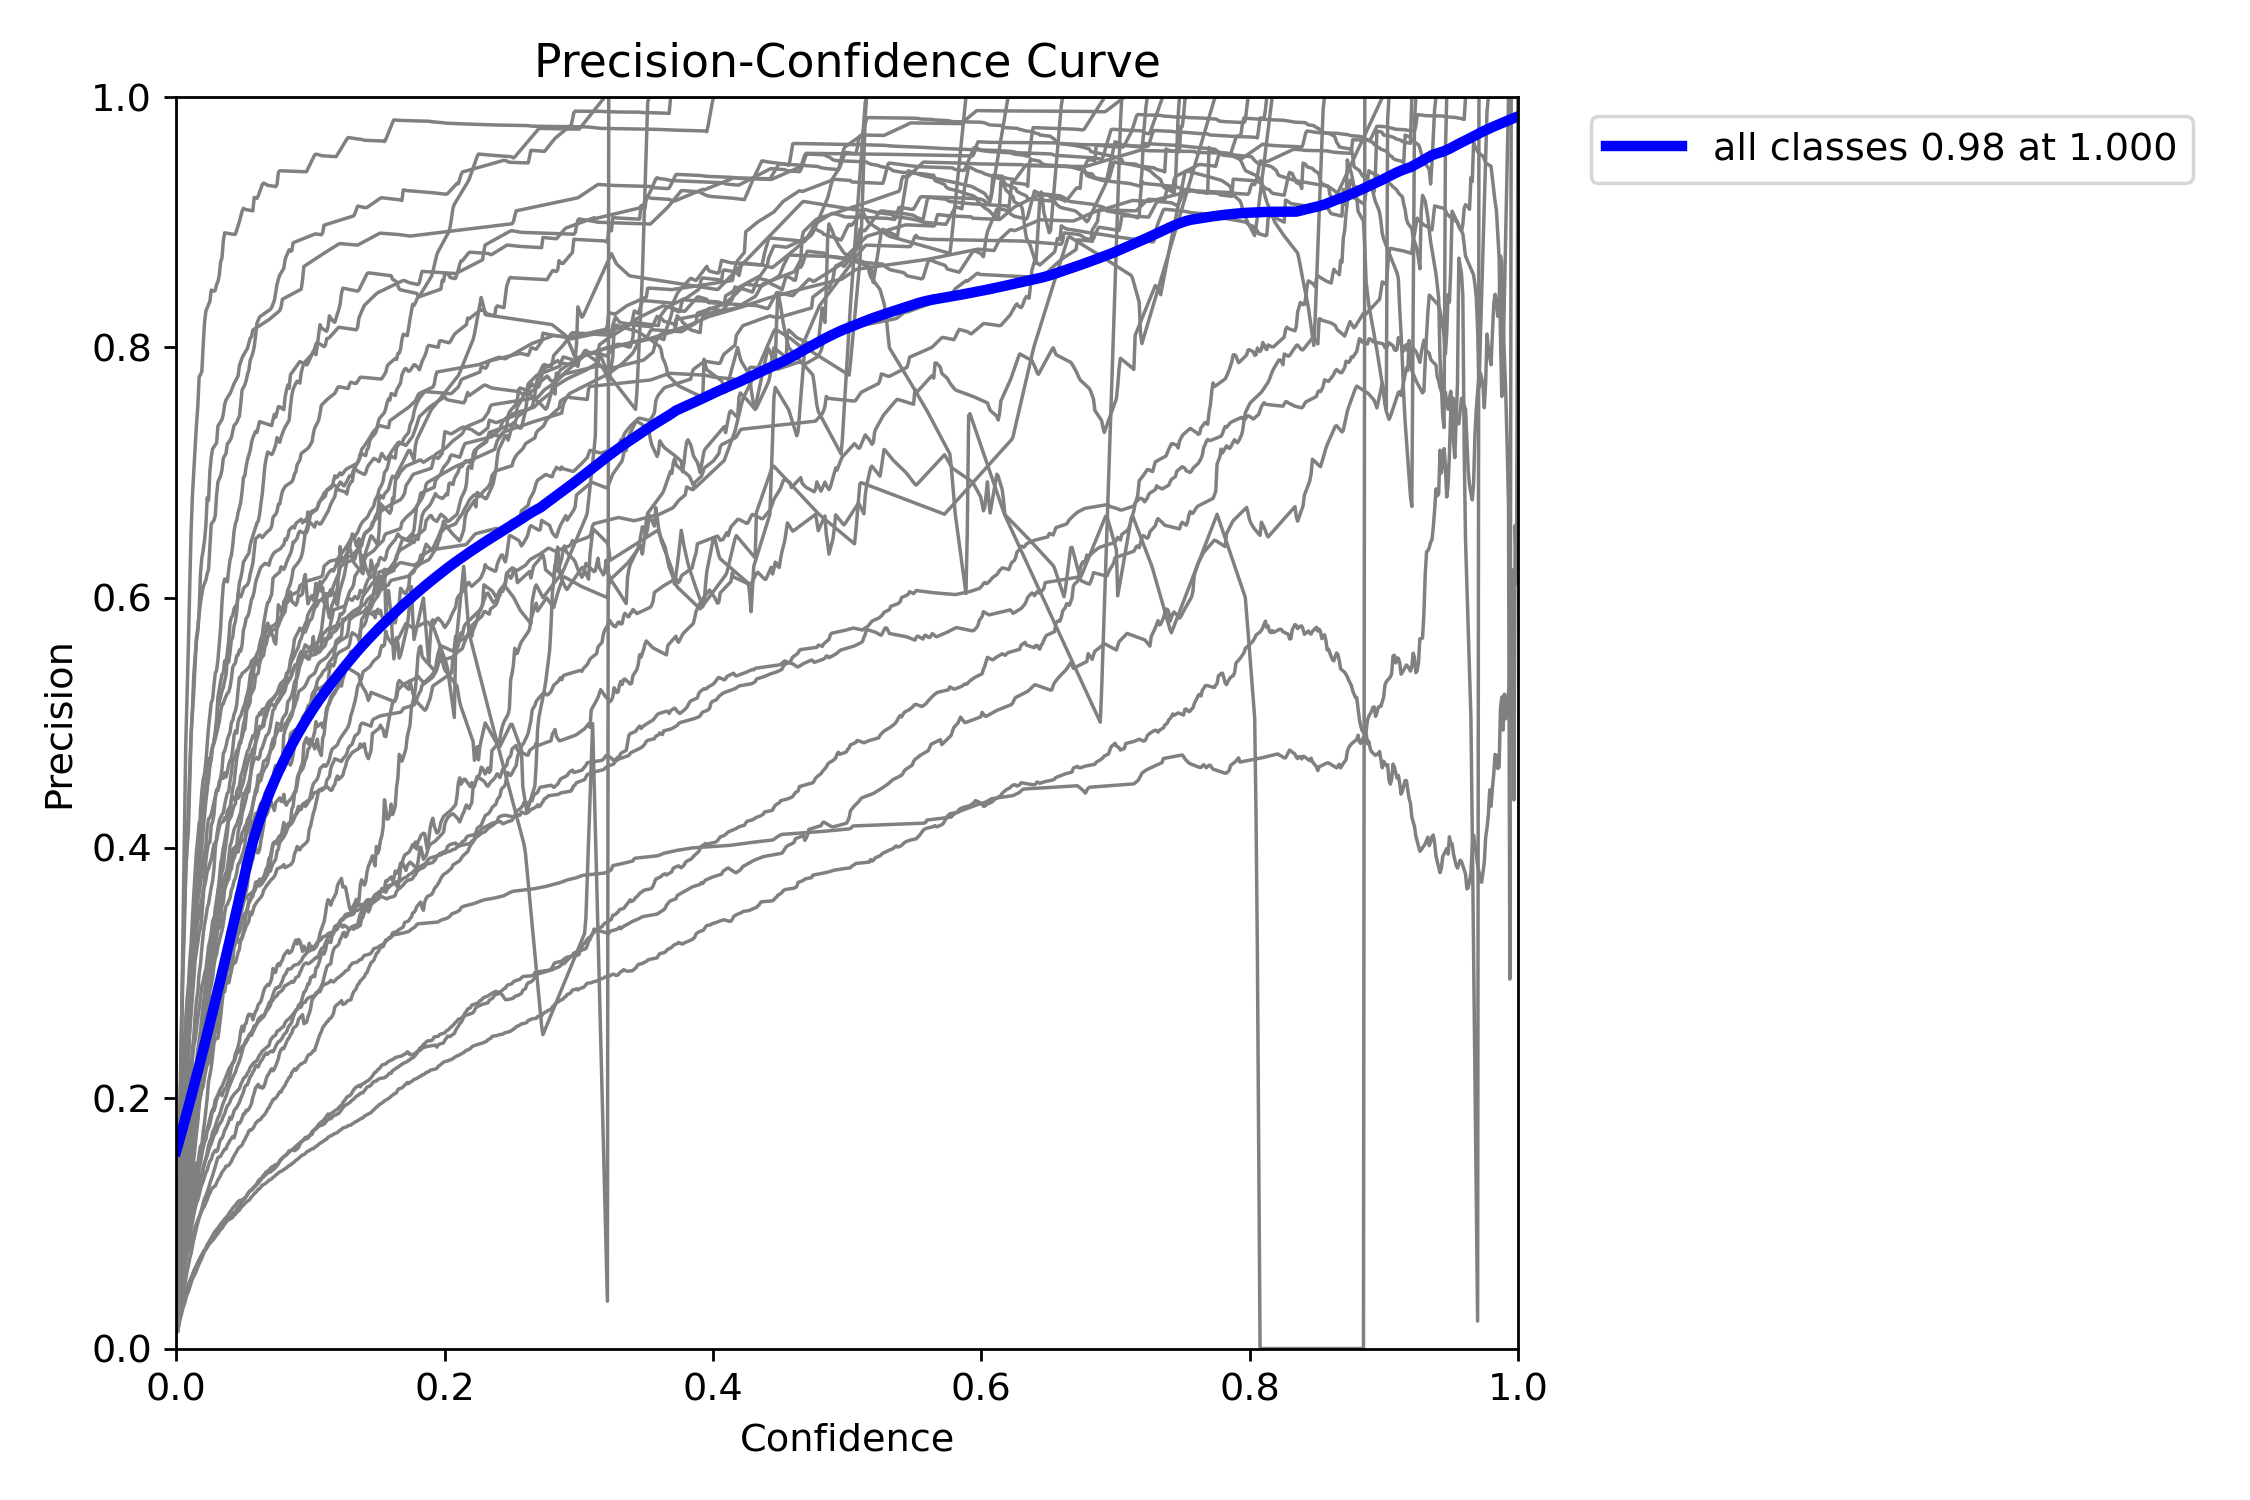 Precision-Confidence Curve
all classes 0.98 at 1.000
Precision
1.0
0.8
0.6
0.4
0.2
0.0
0.0 0.2 0.4 0.6 0.8 1.0
Confidence